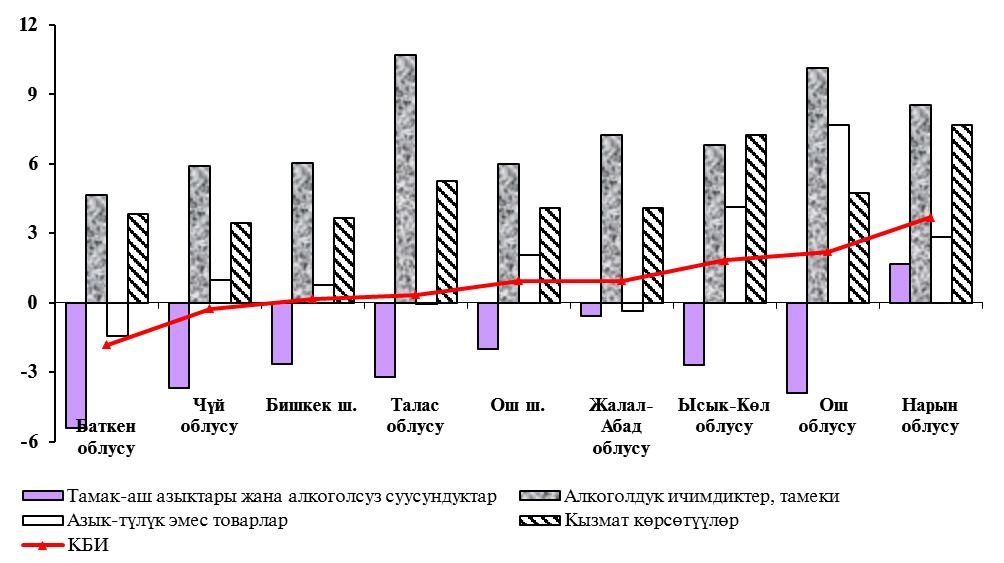 12
9
6
3
0
-3
-6
Баткен
облусу
Чүй
облусу
Бишкек ш.
Талас
облусу
Ош ш.
Жалал-
Абад
облусу
Ысык-Көл
облусу
Ош
облусу
Нарын
облусу
Тамак-аш азыктары жана алкоголсуз суусундуктар
Алкоголдук ичимдиктер, тамеки
Азык-түлүк эмес товарлар
Кызмат көрсөтүүлөр
КБИ